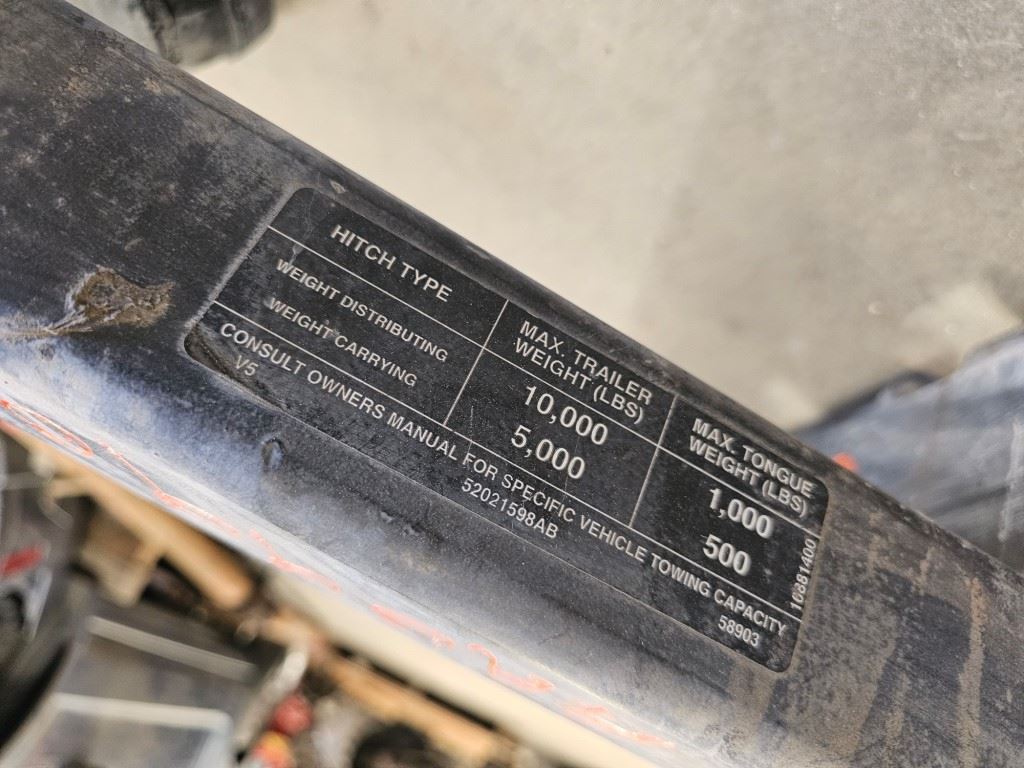 HITCH TYPE
MAX. TRAILER
WEIGHT (LBS)
MAX. TONGUE
WEIGHT (LBS)
WEIGHT DISTRIBUTING 10,000 1,000
WEIGHT CARRYING 5,000 500
CONSULT OWNERS MANUAL FOR SPECIFIC VEHICLE TOWING CAPACITY
V5 52021598AB 58903
1C881400